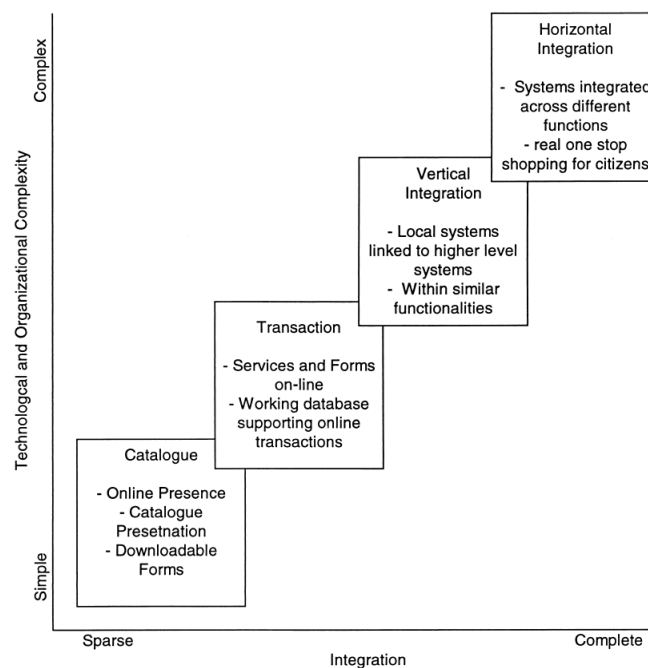 Horizontal
Integration
- Systems integrated
across different
functions
- real one stop
shopping for citizens
Complex
Vertical
Integration
- Local systems
linked to higher level
systems
- Within similar
functionalities
Technologcal and Organizational Complexity
Transaction
- Services and Forms
on-line
- Working database
supporting online
transactions
Catalogue
- Online Presence
- Catalogue
Presetnation
- Downloadable
Forms
Simple
Sparse
Complete
Integration